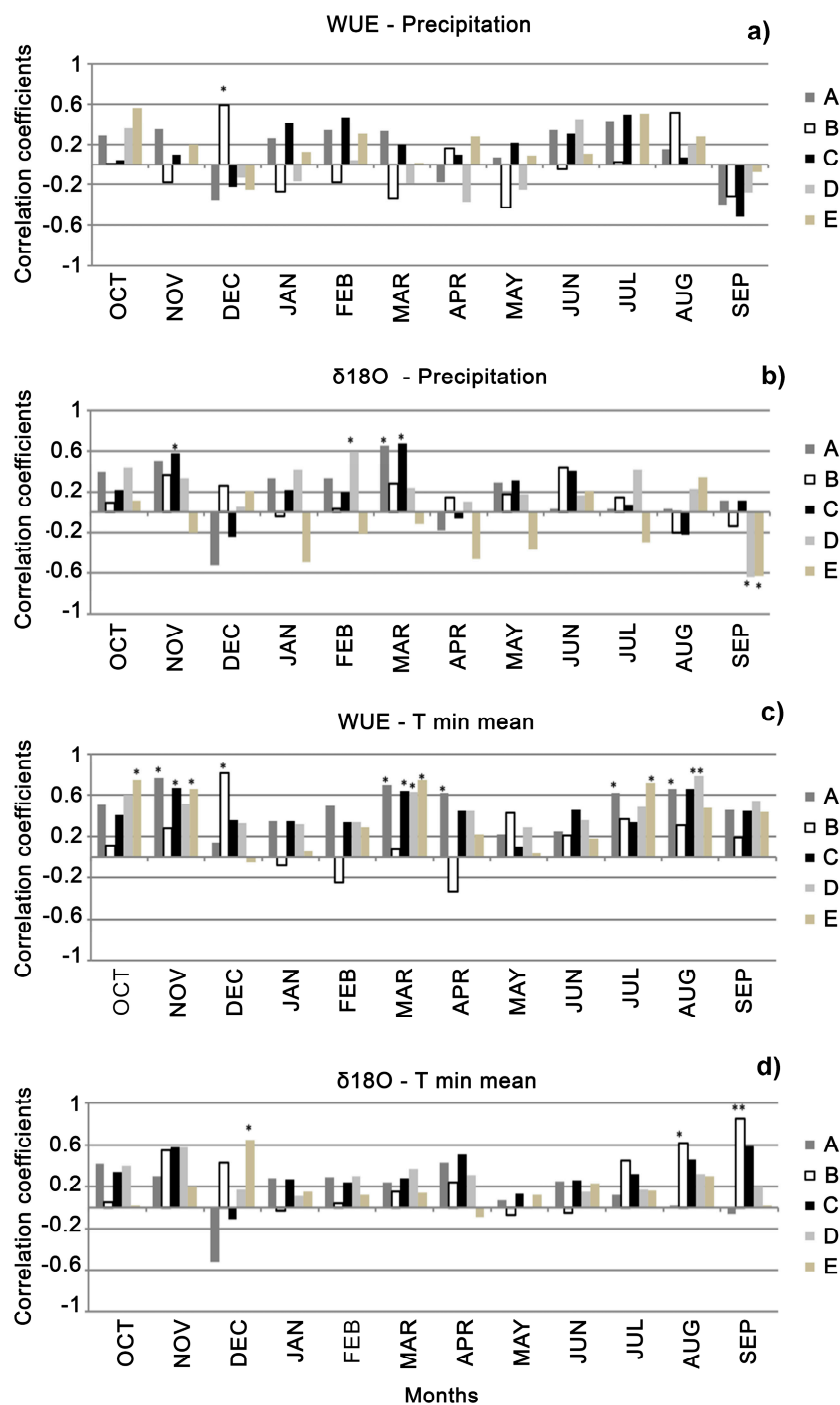 WUE - Precipitation
a)
Correlation coefficients
1
0.6
0.2
-0.2
-0.6
-1
*
OCT
NOV
DEC
JAN
FEB
MAR
APR
MAY
JUN
JUL
AUG
SEP
A
B
C
D
E
δ18O - Precipitation
b)
Correlation coefficients
1
0.6
0.2
-0.2
-0.6
-1
* * * * * *
OCT
NOV
DEC
JAN
FEB
MAR
APR
MAY
JUN
JUL
AUG
SEP
A
B
C
D
E
WUE - T min mean
c)
Correlation coefficients
1
0.6
0.2
-0.2
-0.6
-1
* * * * * * * * * * * * * **
OCT
NOV
DEC
JAN
FEB
MAR
APR
MAY
JUN
JUL
AUG
SEP
A
B
C
D
E
δ18O - T min mean
d)
Correlation coefficients
1
0.6
0.2
-0.2
-0.6
-1
* * **
OCT
NOV
DEC
JAN
FEB
MAR
APR
MAY
JUN
JUL
AUG
SEP
A
B
C
D
E
Months